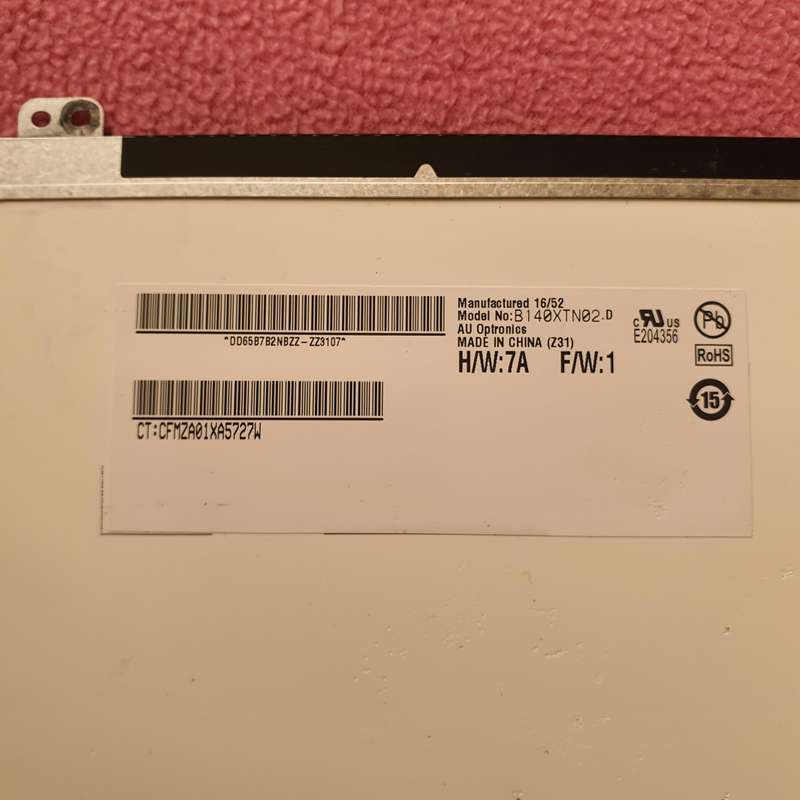 *DD65B7B2NBZZ-ZZ3107*
CT:CFMZA01XA5727W
Manufactured 16/52
Model No:B140XTN02.D
AU Optronics
MADE IN CHINA (Z31)
H/W:7A F/W:1
c RU US
E204356
Pb
RoHS
15